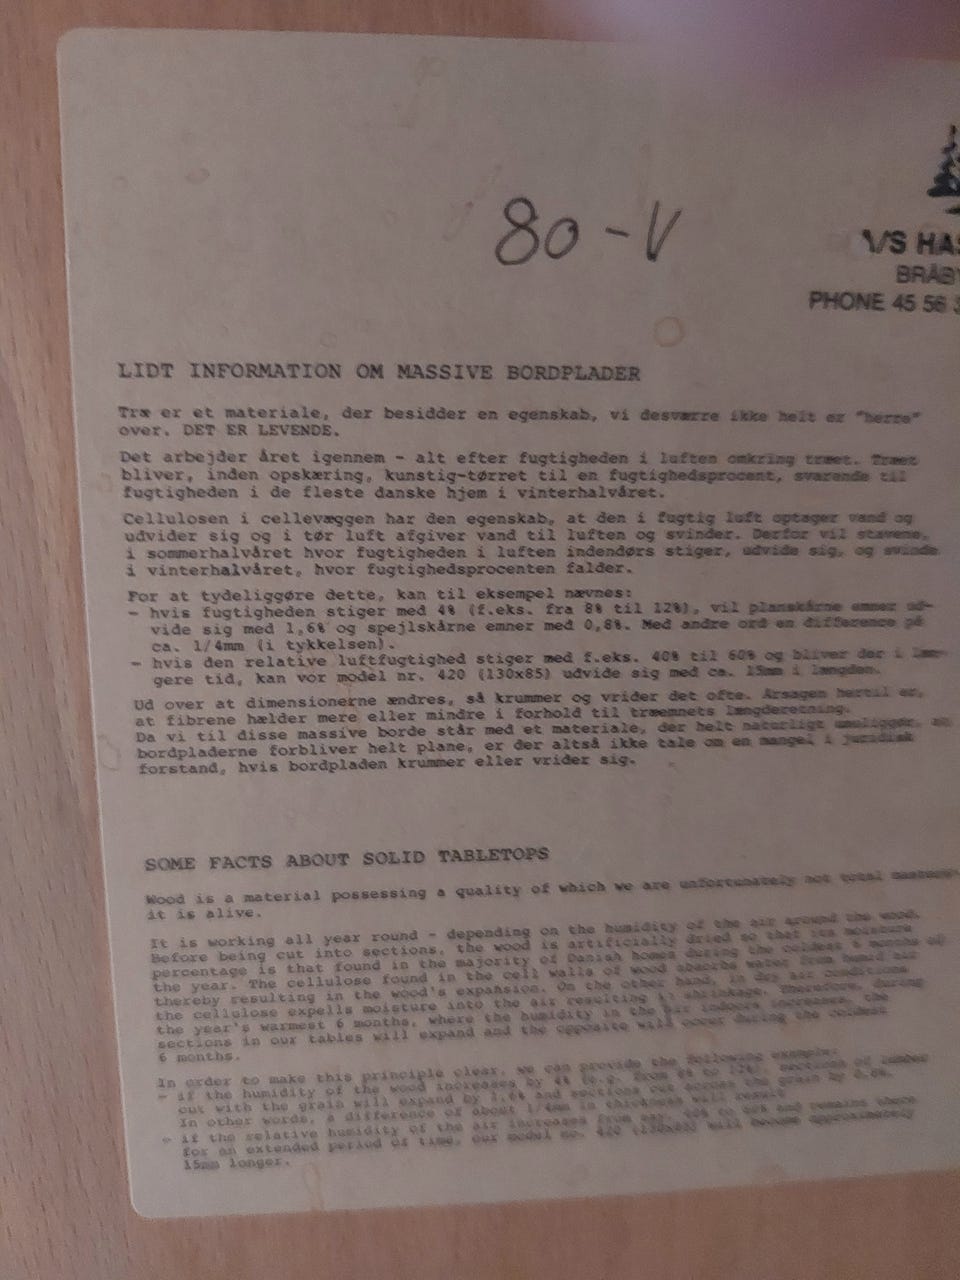 80-V
A/S HAS
BRÅBY
PHONE 45 56 3
LIDT INFORMATION OM MASSIVE BORDPLADER
Træ er et materiale, der besidder en egenskab, vi desværre ikke helt er "herre"
over. DET ER LEVENDE.
Det arbejder året igennem - alt efter fugtigheden i luften omkring træet. Træet
bliver, inden opskæring, kunstig-tørret til en fugtighedsprocent, svarende til
fugtigheden i de fleste danske hjem i vinterhalvåret.
Cellulosen i cellevæggen har den egenskab, at den i fugtig luft optager vand og
udvider sig og i tør luft afgiver vand til luften og svinder. Derfor vil stavene,
i sommerhalvåret hvor fugtigheden i luften indendørs stiger, udvide sig, og svinde
i vinterhalvåret, hvor fugtighedsprocenten falder.
For at tydeliggøre dette, kan til eksempel nævnes:
- hvis fugtigheden stiger med 4% (f.eks. fra 8% til 12%), vil planskårne emner ud-
vide sig med 1,6% og spejlskårne emner med 0,8%. Med andre ord en difference på
ca. 1/4mm (i tykkelsen).
- hvis den relative luftfugtighed stiger med f.eks. 40% til 60% og bliver der i læn-
gere tid, kan vor model nr. 420 (130x85) udvide sig med ca. 15mm i længden.
Ud over at dimensionerne ændres, så krummer og vrider det ofte. Årsagen hertil er,
at fibrene hælder mere eller mindre i forhold til træemnets længderetning.
Da vi til disse massive borde står med et materiale, der helt naturligt umuliggør, at
bordpladerne forbliver helt plane, er der altså ikke tale om en mangel i juridisk
forstand, hvis bordpladen krummer eller vrider sig.
SOME FACTS ABOUT SOLID TABLETOPS
Wood is a material possessing a quality of which we are unfortunately not total masters
it is alive.
It is working all year round - depending on the humidity of the air around the wood.
Before being cut into sections, the wood is artificially dried so that its moisture
percentage is that found in the majority of Danish homes during the coldest 6 months of
the year. The cellulose found in the cell walls of wood absorbs water from humid air
thereby resulting in the wood's expansion. On the other hand, in dry air conditions
the cellulose expells moisture into the air resulting in shrinkage. Therefore, during
the year's warmest 6 months, where the humidity in the air indoors increases, the
sections in our tables will expand and the opposite will occur during the coldest
6 months.
In order to make this principle clear, we can provide the following example:
- if the humidity of the wood increases by 4% (e.g. from 8% to 12%), sections of lumber
cut with the grain will expand by 1,6% and sections cut across the grain by 0.8%.
In other words, a difference of about 1/4mm in thickness will result
- if the relative humidity of the air increases from say, 40% to 60% and remains there
for an extended period of time, our model no. 420 (130x85) will become approximately
15mm longer.